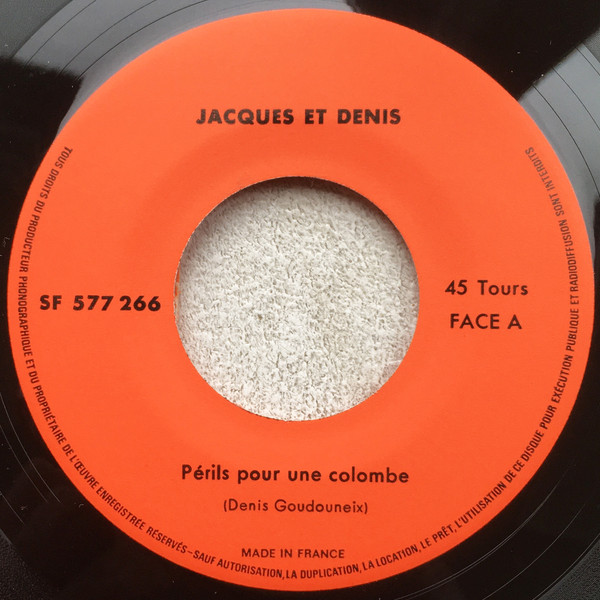 JACQUES ET DENIS
SF 577 266
45 Tours
FACE A
Périls pour une colombe
(Denis Goudouneix)
MADE IN FRANCE
TOUS DROITS DU PRODUCTEUR PHONOGRAPHIQUE ET DU PROPRIÉTAIRE DE L'ŒUVRE ENREGISTREE RÉSERVÉS-SAUF AUTORISATION, LA DUPLICATION, LA LOCATION, LE PRÊT, L'UTILISATION DE CE DISQUE POUR EXÉCUTION PUBLIQUE ET RADIODIFFUSION SONT INTERDITS